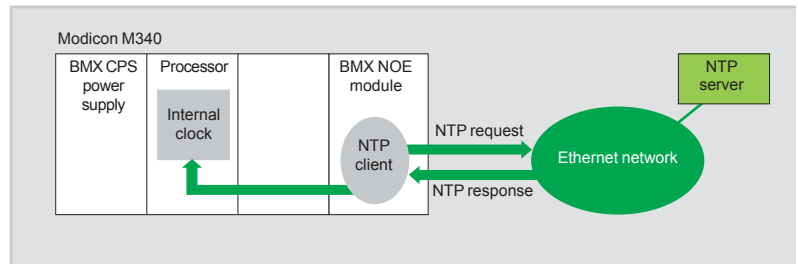 Modicon M340
BMX CPS
power
supply
Processor
BMX NOE
module
NTP
server
Internal
clock
NTP request
NTP
client
Ethernet network
NTP response